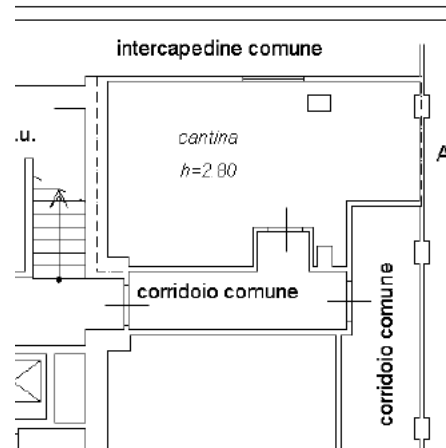 intercapedine comune
.u.
cantina
h=2.80
A
corridoio comune
corridoio comune